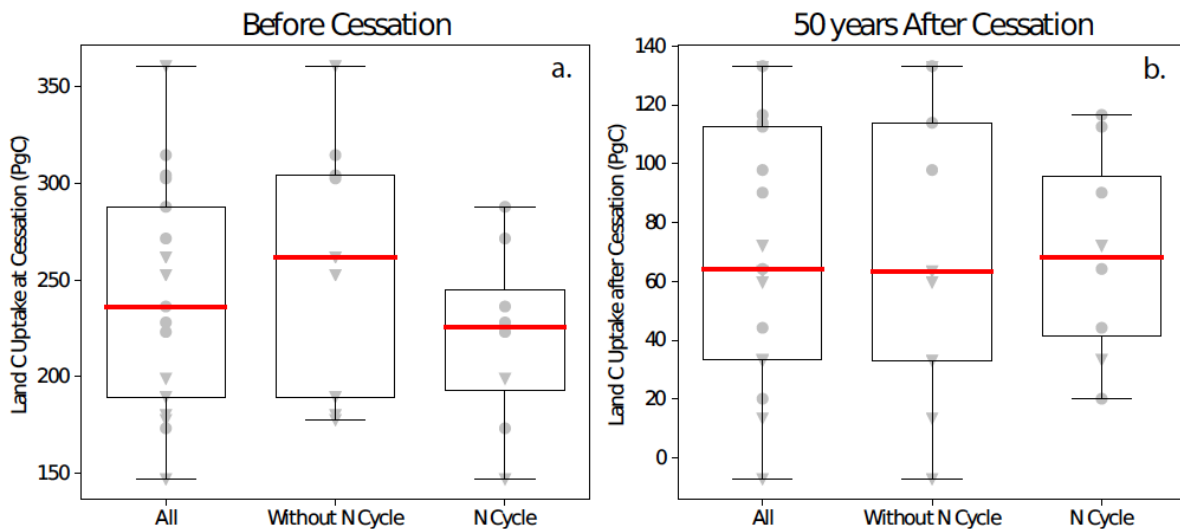 Before Cessation
a.
Land C Uptake at Cessation (PgC)
350
300
250
200
150
All
Without N Cycle
N Cycle
50 years After Cessation
b.
Land C Uptake after Cessation (PgC)
140
120
100
80
60
40
20
0
All
Without N Cycle
N Cycle